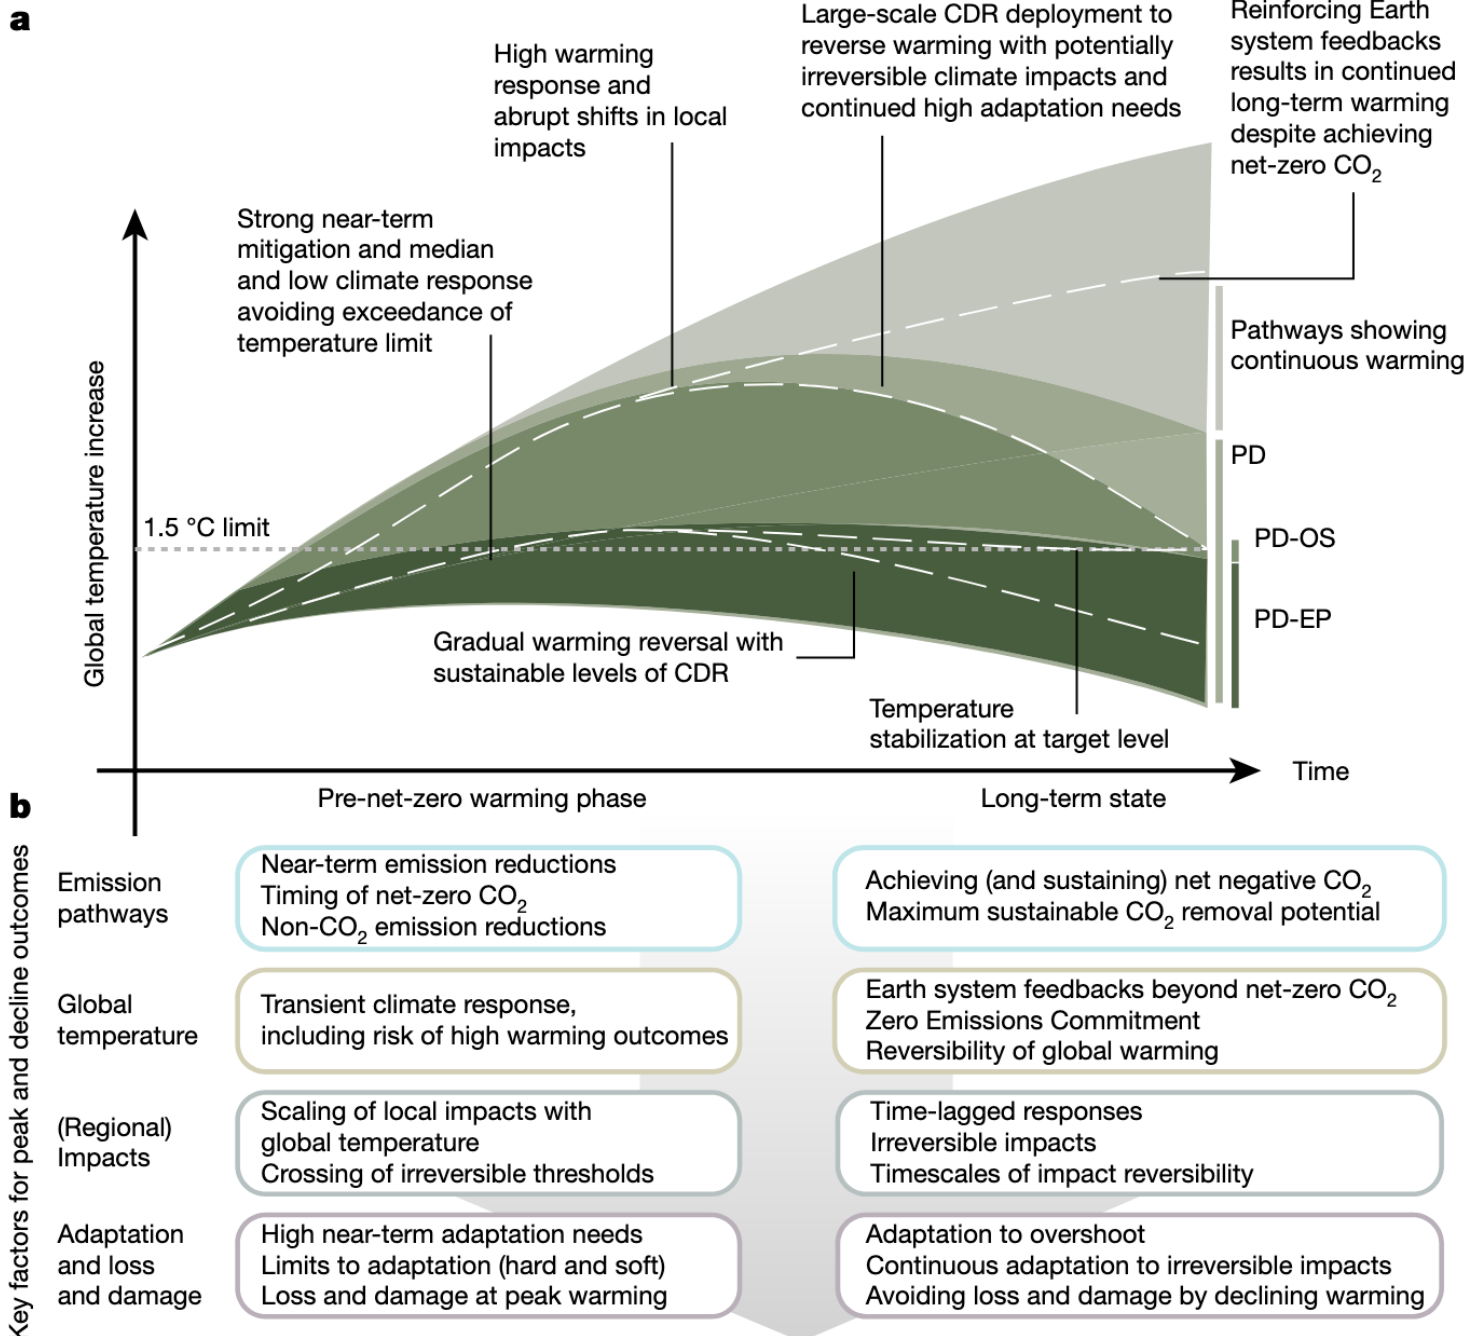 a
Large-scale CDR deployment to
reverse warming with potentially
irreversible climate impacts and
continued high adaptation needs
Reinforcing Earth
system feedbacks
results in continued
long-term warming
despite achieving
net-zero CO₂
High warming
response and
abrupt shifts in local
impacts
Strong near-term
mitigation and median
and low climate response
avoiding exceedance of
temperature limit
Global temperature increase
1.5 °C limit
Pathways showing
continuous warming
PD
PD-OS
PD-EP
Gradual warming reversal with
sustainable levels of CDR
Temperature
stabilization at target level
Time
Pre-net-zero warming phase
Long-term state
b
Key factors for peak and decline outcomes
Emission
pathways
Near-term emission reductions
Timing of net-zero CO₂
Non-CO₂ emission reductions
Achieving (and sustaining) net negative CO₂
Maximum sustainable CO₂ removal potential
Global
temperature
Transient climate response,
including risk of high warming outcomes
Earth system feedbacks beyond net-zero CO₂
Zero Emissions Commitment
Reversibility of global warming
(Regional)
Impacts
Scaling of local impacts with
global temperature
Crossing of irreversible thresholds
Time-lagged responses
Irreversible impacts
Timescales of impact reversibility
Adaptation
and loss
and damage
High near-term adaptation needs
Limits to adaptation (hard and soft)
Loss and damage at peak warming
Adaptation to overshoot
Continuous adaptation to irreversible impacts
Avoiding loss and damage by declining warming